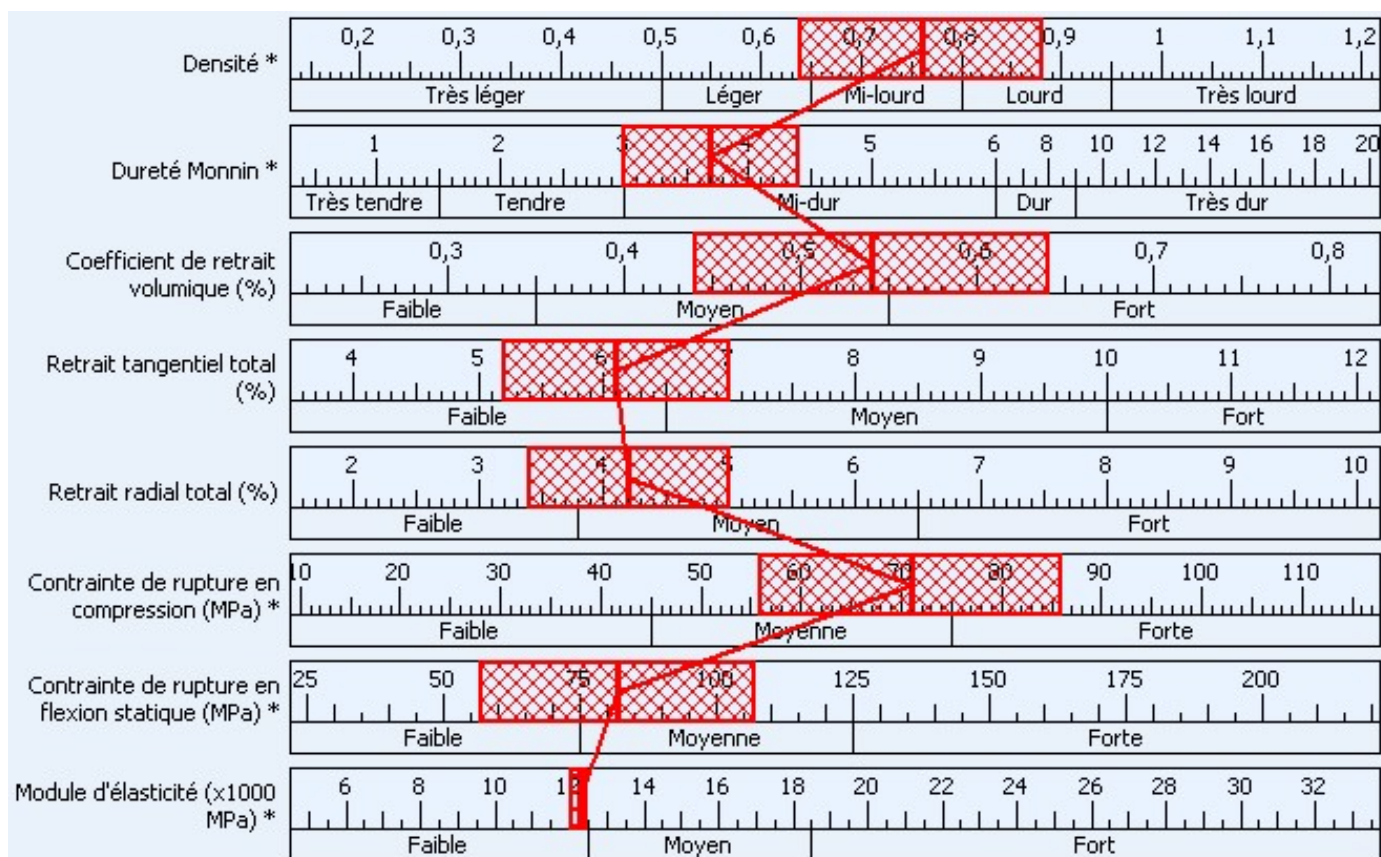 0,2 0,3 0,4 0,5 0,6 0,7 0,8 0,9 1 1,1 1,2
Densité *
Très léger Léger Mi-lourd Lourd Très lourd
1 2 3 4 5 6 8 10 12 14 16 18 20
Dureté Monnin *
Très tendre Tendre Mi-dur Dur Très dur
0,3 0,4 0,5 0,6 0,7 0,8
Coefficient de retrait
volumique (%)
Faible Moyen Fort
4 5 6 7 8 9 10 11 12
Retrait tangentiel total
(%)
Faible Moyen Fort
2 3 4 5 6 7 8 9 10
Retrait radial total (%)
Faible Moyen Fort
10 20 30 40 50 60 70 80 90 100 110
Contrainte de rupture en
compression (MPa) *
Faible Moyenne Forte
25 50 75 100 125 150 175 200
Contrainte de rupture en
flexion statique (MPa) *
Faible Moyenne Forte
6 8 10 12 14 16 18 20 22 24 26 28 30 32
Module d'élasticité (x1000
MPa) *
Faible Moyen Fort